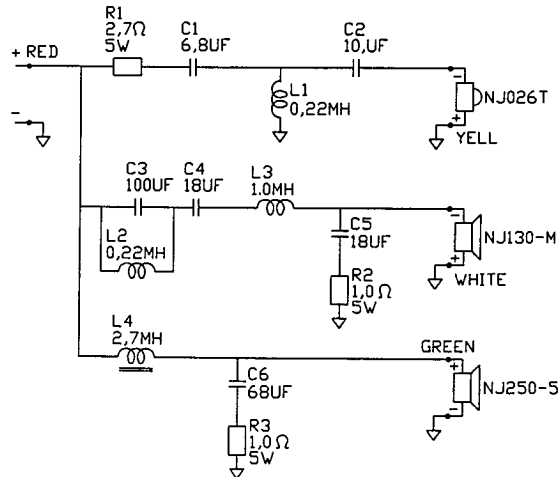 R1
2,7Ω
5W
C1
6,8UF
C2
10,UF
+ RED
-
L1
0,22MH
-
NJ026T
+
YELL
C3
100UF
C4
18UF
L3
1.0MH
L2
0,22MH
C5
18UF
R2
1,0Ω
5W
-
NJ130-M
+
WHITE
L4
2,7MH
GREEN
C6
68UF
+
NJ250-5
-
R3
1,0Ω
5W